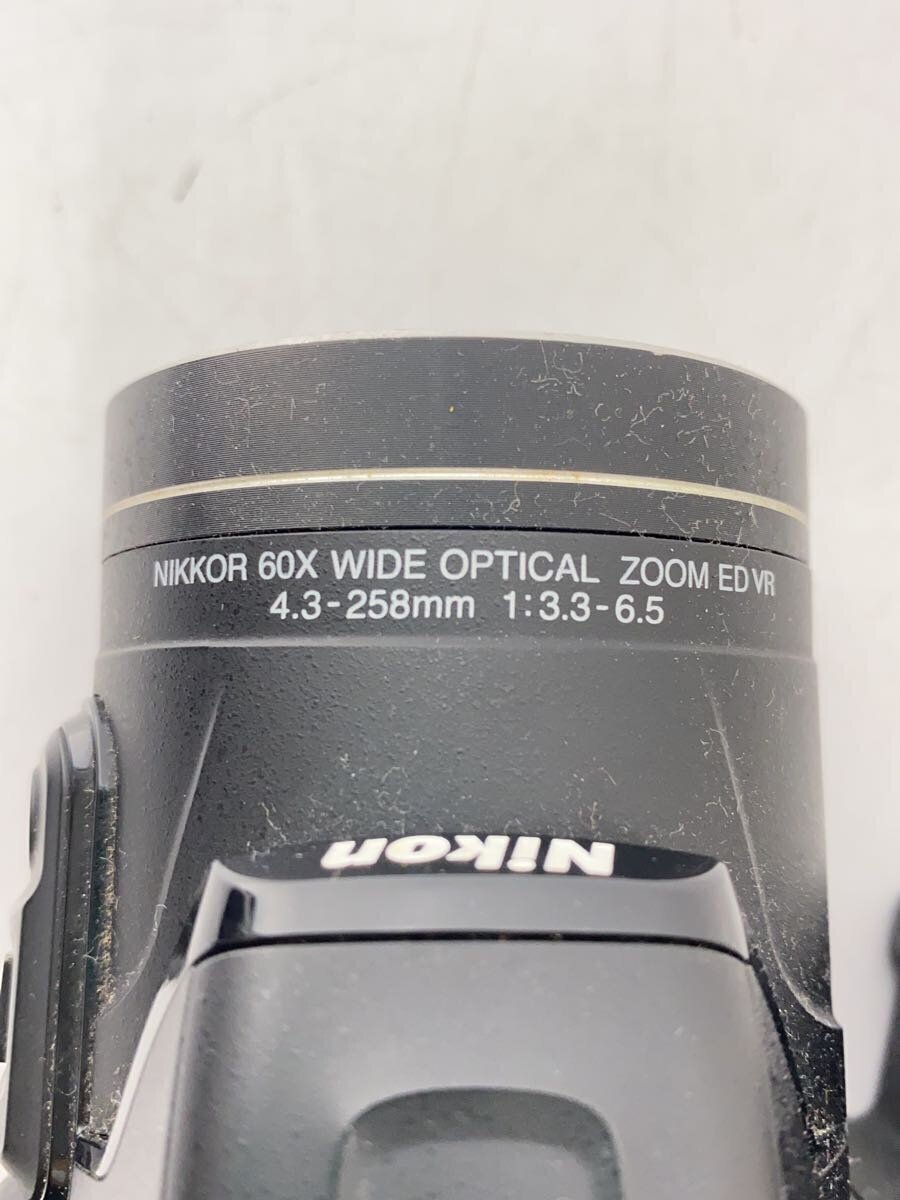 NIKKOR 60X WIDE OPTICAL ZOOM ED VR
4.3-258mm 1:3.3-6.5
Nikon